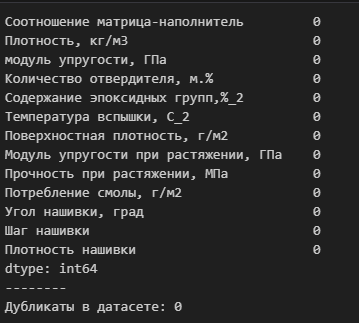 Соотношение матрица-наполнитель 0
Плотность, кг/м3 0
модуль упругости, ГПа 0
Количество отвердителя, м.% 0
Содержание эпоксидных групп,%_2 0
Температура вспышки, С_2 0
Поверхностная плотность, г/м2 0
Модуль упругости при растяжении, ГПа 0
Прочность при растяжении, МПа 0
Потребление смолы, г/м2 0
Угол нашивки, град 0
Шаг нашивки 0
Плотность нашивки 0
dtype: int64
--------
Дубликаты в датасете: 0